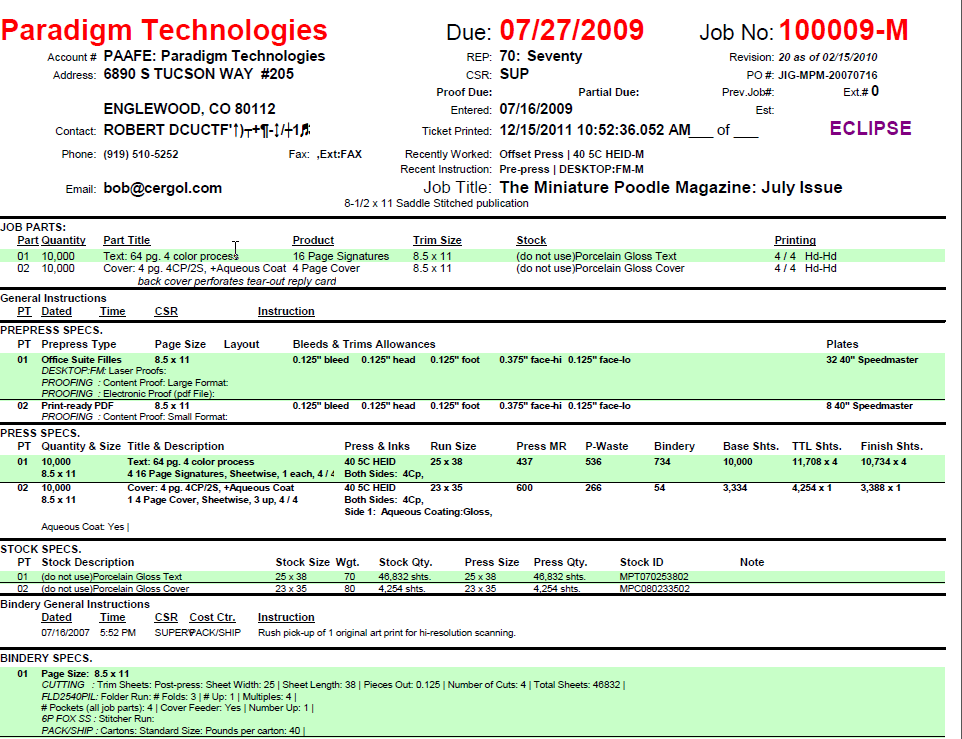 Paradigm Technologies Due: 07/27/2009 Job No: 100009-M
Account # PAAFE: Paradigm Technologies REP: 70: Seventy Revision: 20 as of 02/15/2010
Address: 6890 S TUCSON WAY #205 CSR: SUP PO #: JIG-MPM-20070716
Proof Due: Partial Due: Prev.Job#: Ext.# 0
ENGLEWOOD, CO 80112 Entered: 07/16/2009 Est:
Contact: ROBERT Ticket Printed: 12/15/2011 10:52:36.052 AM___ of ___ ECLIPSE
Phone: (919) 510-5252 Fax: ,Ext:FAX Recently Worked: Offset Press | 40 5C HEID-M
Recent Instruction: Pre-press | DESKTOP:FM-M
Email: bob@cergol.com Job Title: The Miniature Poodle Magazine: July Issue
8-1/2 x 11 Saddle Stitched publication
JOB PARTS:
Part Quantity Part Title Product Trim Size Stock Printing
01 10,000 Text: 64 pg. 4 color process 16 Page Signatures 8.5 x 11 (do not use)Porcelain Gloss Text 4 / 4 Hd-Hd
02 10,000 Cover: 4 pg. 4CP/2S, +Aqueous Coat 4 Page Cover 8.5 x 11 (do not use)Porcelain Gloss Cover 4 / 4 Hd-Hd
back cover perforates tear-out reply card
General Instructions
PT Dated Time CSR Instruction
PREPRESS SPECS.
PT Prepress Type Page Size Layout Bleeds & Trims Allowances Plates
01 Office Suite Filles 8.5 x 11 0.125" bleed 0.125" head 0.125" foot 0.375" face-hi 0.125" face-lo 32 40" Speedmaster
DESKTOP:FM: Laser Proofs:
PROOFING : Content Proof: Large Format:
PROOFING : Electronic Proof (pdf File):
02 Print-ready PDF 8.5 x 11 0.125" bleed 0.125" head 0.125" foot 0.375" face-hi 0.125" face-lo 8 40" Speedmaster
PROOFING : Content Proof: Small Format:
PRESS SPECS.
PT Quantity & Size Title & Description Press & Inks Run Size Press MR P-Waste Bindery Base Shts. TTL Shts. Finish Shts.
01 10,000 Text: 64 pg. 4 color process 40 5C HEID 25 x 38 437 536 734 10,000 11,708 x 4 10,734 x 4
8.5 x 11 4 16 Page Signatures, Sheetwise, 1 each, 4 / 4 Both Sides: 4Cp,
02 10,000 Cover: 4 pg. 4CP/2S, +Aqueous Coat 40 5C HEID 23 x 35 600 266 54 3,334 4,254 x 1 3,388 x 1
8.5 x 11 1 4 Page Cover, Sheetwise, 3 up, 4 / 4 Both Sides: 4Cp,
Side 1: Aqueous Coating:Gloss,
Aqueous Coat: Yes |
STOCK SPECS.
PT Stock Description Stock Size Wgt. Stock Qty. Press Size Press Qty. Stock ID Note
01 (do not use)Porcelain Gloss Text 25 x 38 70 46,832 shts. 25 x 38 46,832 shts. MPT070253802
02 (do not use)Porcelain Gloss Cover 23 x 35 80 4,254 shts. 23 x 35 4,254 shts. MPC080233502
Bindery General Instructions
Dated Time CSR Cost Ctr. Instruction
07/16/2007 5:52 PM PACK/SHIP Rush pick-up of 1 original art print for hi-resolution scanning.
BINDERY SPECS.
01 Page Size: 8.5 x 11
CUTTING : Trim Sheets: Post-press: Sheet Width: 25 | Sheet Length: 38 | Pieces Out: 0.125 | Number of Cuts: 4 | Total Sheets: 46832 |
FLD2540PIL: Folder Run: # Folds: 3 | # Up: 1 | Multiples: 4 |
# Pockets (all job parts): 4 | Cover Feeder: Yes | Number Up: 1 |
6P FOX SS : Stitcher Run:
PACK/SHIP : Cartons: Standard Size: Pounds per carton: 40 |